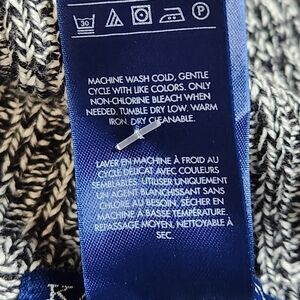 30
P
MACHINE WASH COLD, GENTLE
CYCLE WITH LIKE COLORS. ONLY
NON-CHLORINE BLEACH WHEN
NEEDED. TUMBLE DRY LOW. WARM
IRON. DRY CLEANABLE.
LAVER EN MACHINE À FROID AU
CYCLE DÉLICAT AVEC COULEURS
SEMBLABLES. UTILISER UNIQUEMENT
UN AGENT BLANCHISSANT SANS
CHLORE AU BESOIN. SÉCHER EN
MACHINE À BASSE TEMPÉRATURE.
REPASSAGE MOYEN. NETTOYAGE À
SEC.